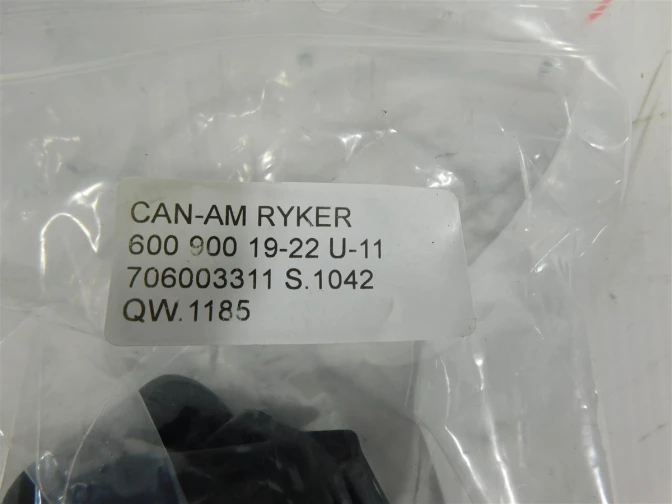 CAN-AM RYKER
600 900 19-22 U-11
706003311 S.1042
QW.1185